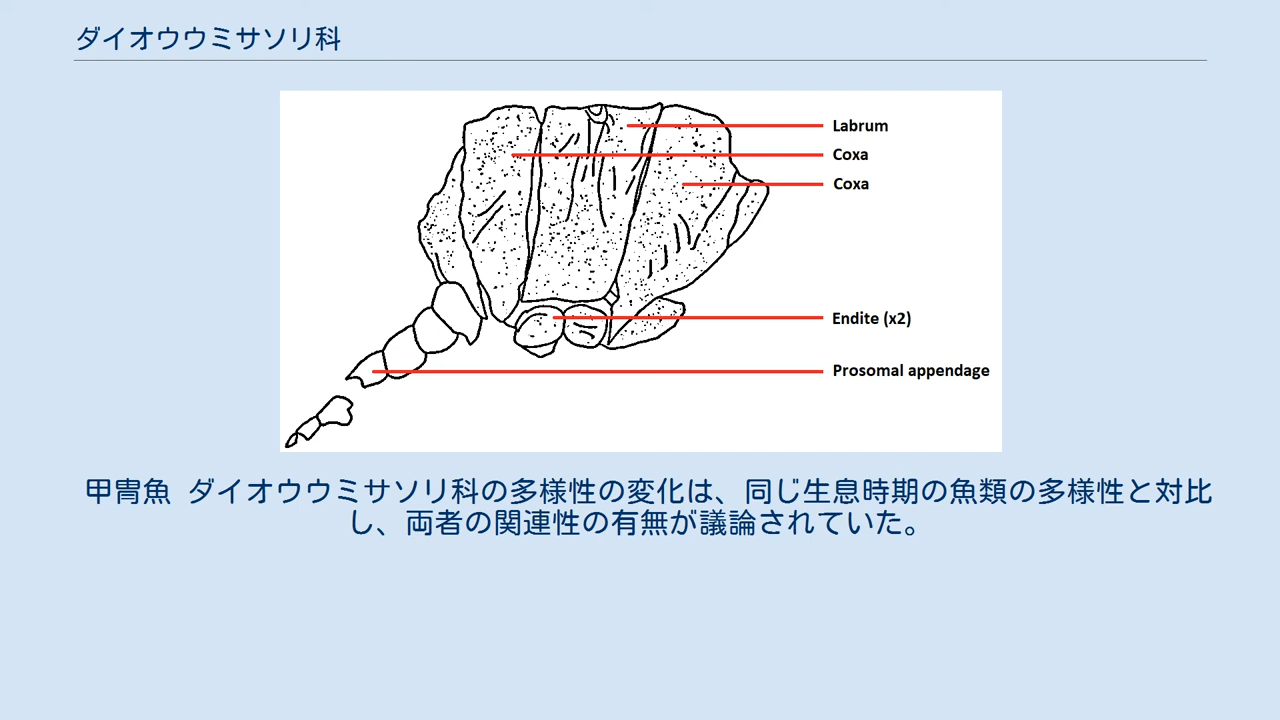 ダイオウウミサソリ科
Labrum
Coxa
Coxa
Endite (x2)
Prosomal appendage
甲冑魚 ダイオウウミサソリ科の多様性の変化は、同じ生息時期の魚類の多様性と対比
し、両者の関連性の有無が議論されていた。